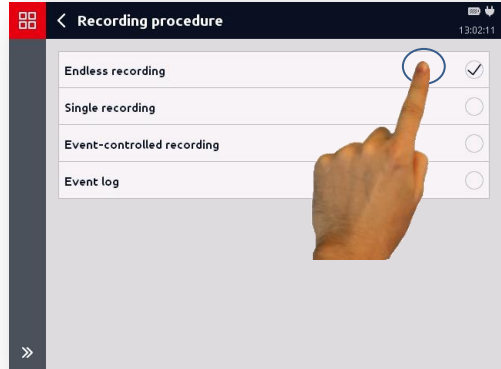 Recording procedure
13:02:11
Endless recording
Single recording
Event-controlled recording
Event log